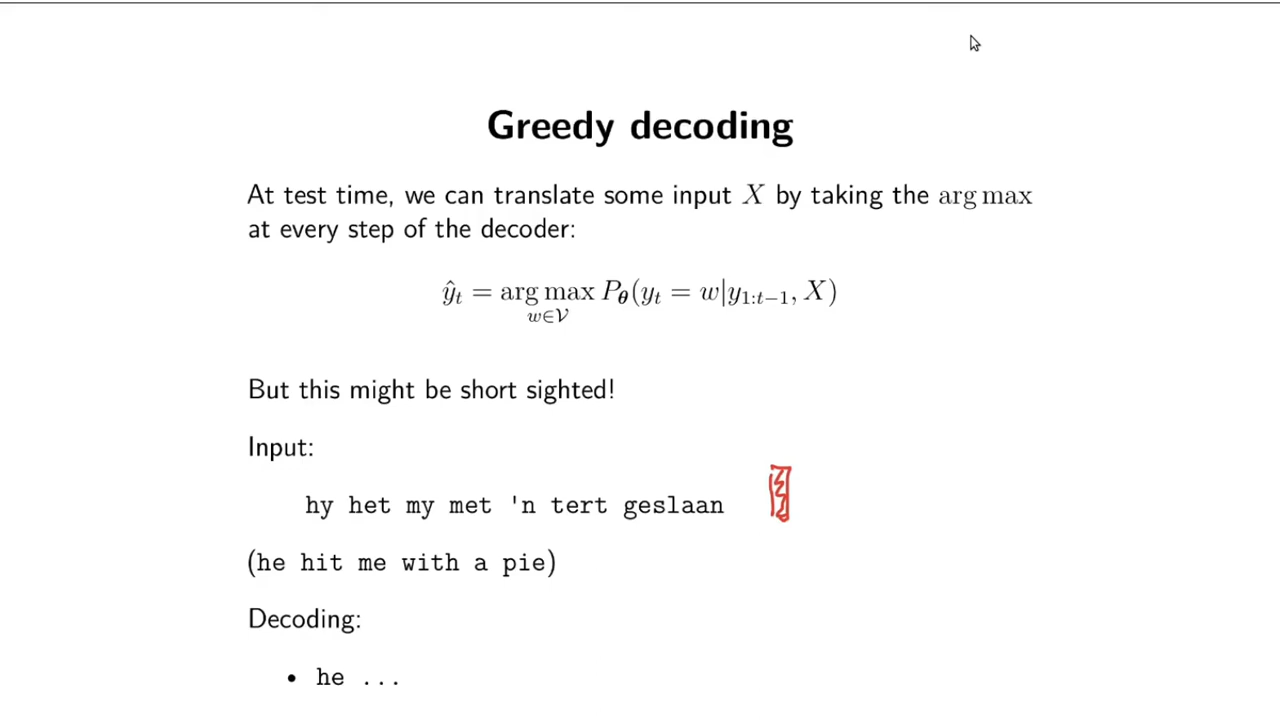 Greedy decoding
At test time, we can translate some input X by taking the arg max
at every step of the decoder:
ŷ_t = arg max_{w∈𝒱} P_θ(y_t = w|y_{1:t−1}, X)
But this might be short sighted!
Input:
hy het my met 'n tert geslaan
(he hit me with a pie)
Decoding:
• he ...